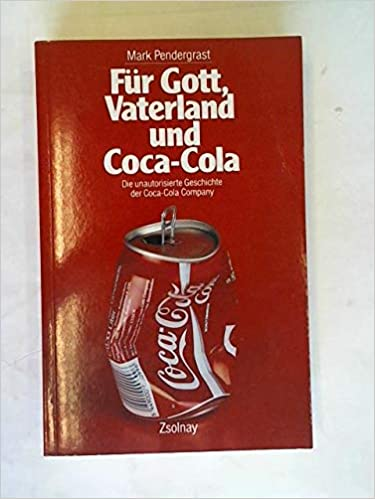 Mark Pendergrast
Für Gott,
Vaterland
und
Coca-Cola
Die unautorisierte Geschichte
der Coca-Cola Company
Coca-Cola
Zsolnay